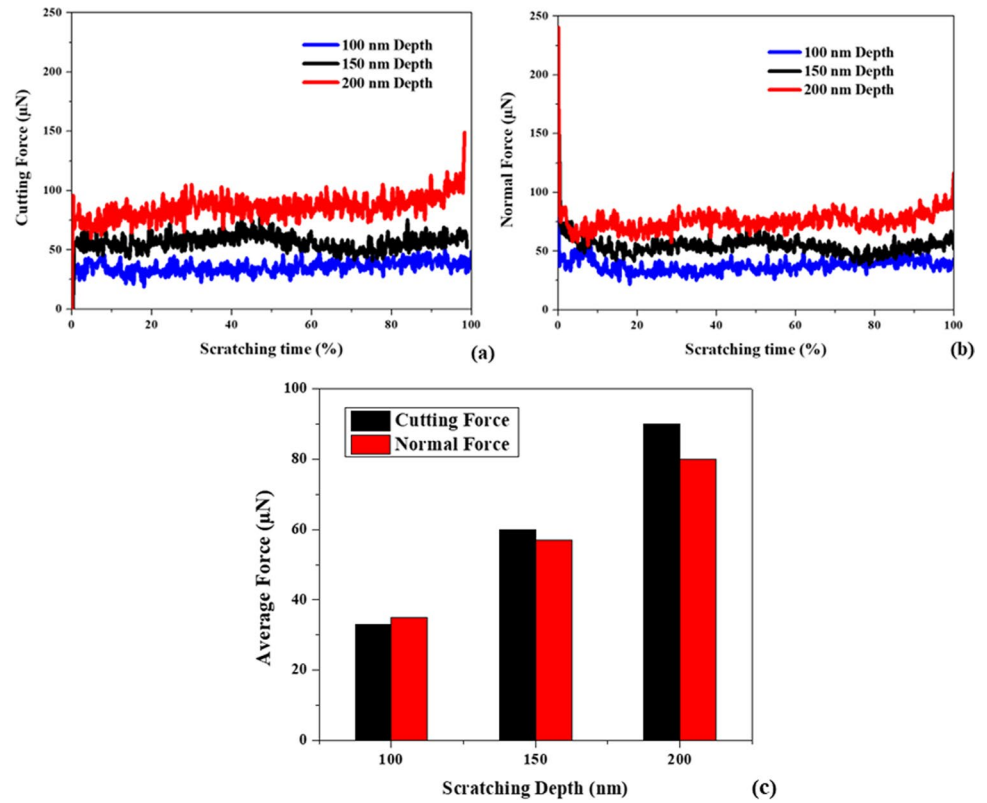 250
200
150
100
50
0
Cutting Force (µN)
100 nm Depth
150 nm Depth
200 nm Depth
0 20 40 60 80 100
Scratching time (%)
(a)
250
200
150
100
50
0
Normal Force (µN)
100 nm Depth
150 nm Depth
200 nm Depth
0 20 40 60 80 100
Scratching time (%)
(b)
100
80
60
40
20
0
Average Force (µN)
Cutting Force
Normal Force
100 150 200
Scratching Depth (nm)
(c)